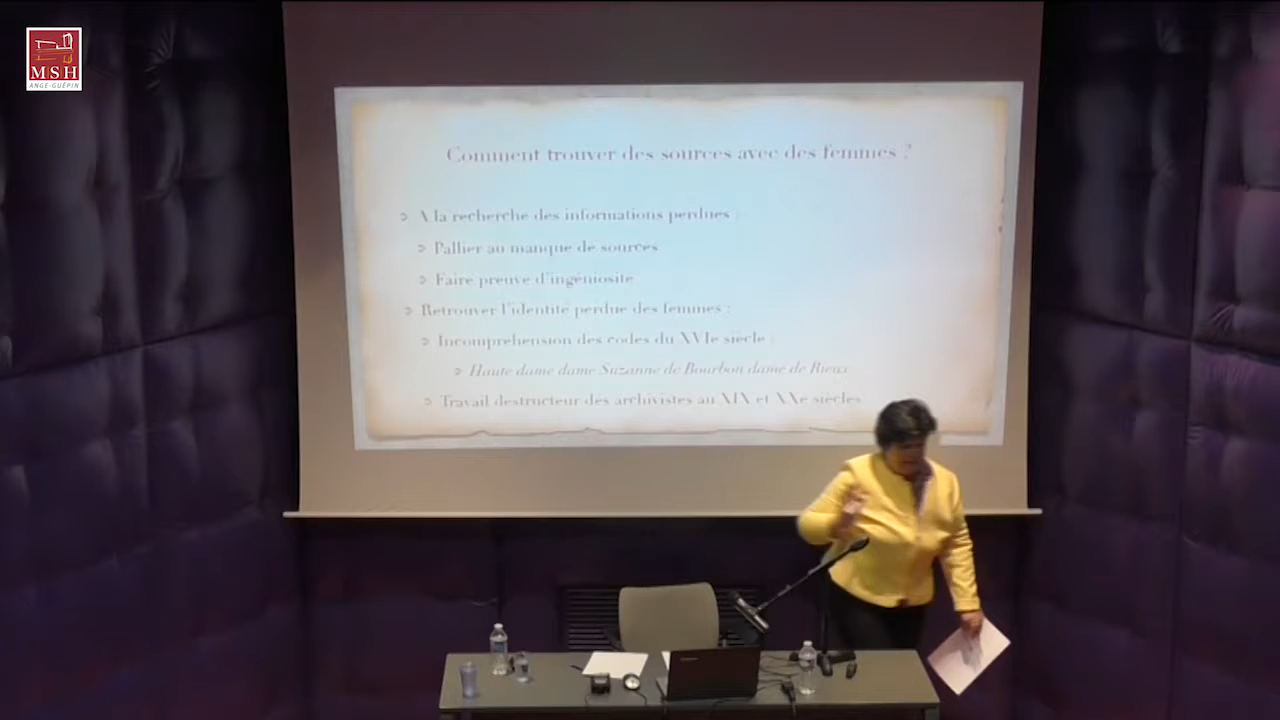 MSH
ANGE-GUÉPIN
Comment trouver des sources avec des femmes ?
A la recherche des informations perdues :
Pallier au manque de sources
Faire preuve d'ingéniosité
Retrouver l'identité perdue des femmes :
Incompréhension des codes du XVIe siècle :
Haute dame dame Suzanne de Bourbon dame de Rieux
Travail destructeur des archivistes au XIX et XXe siècles